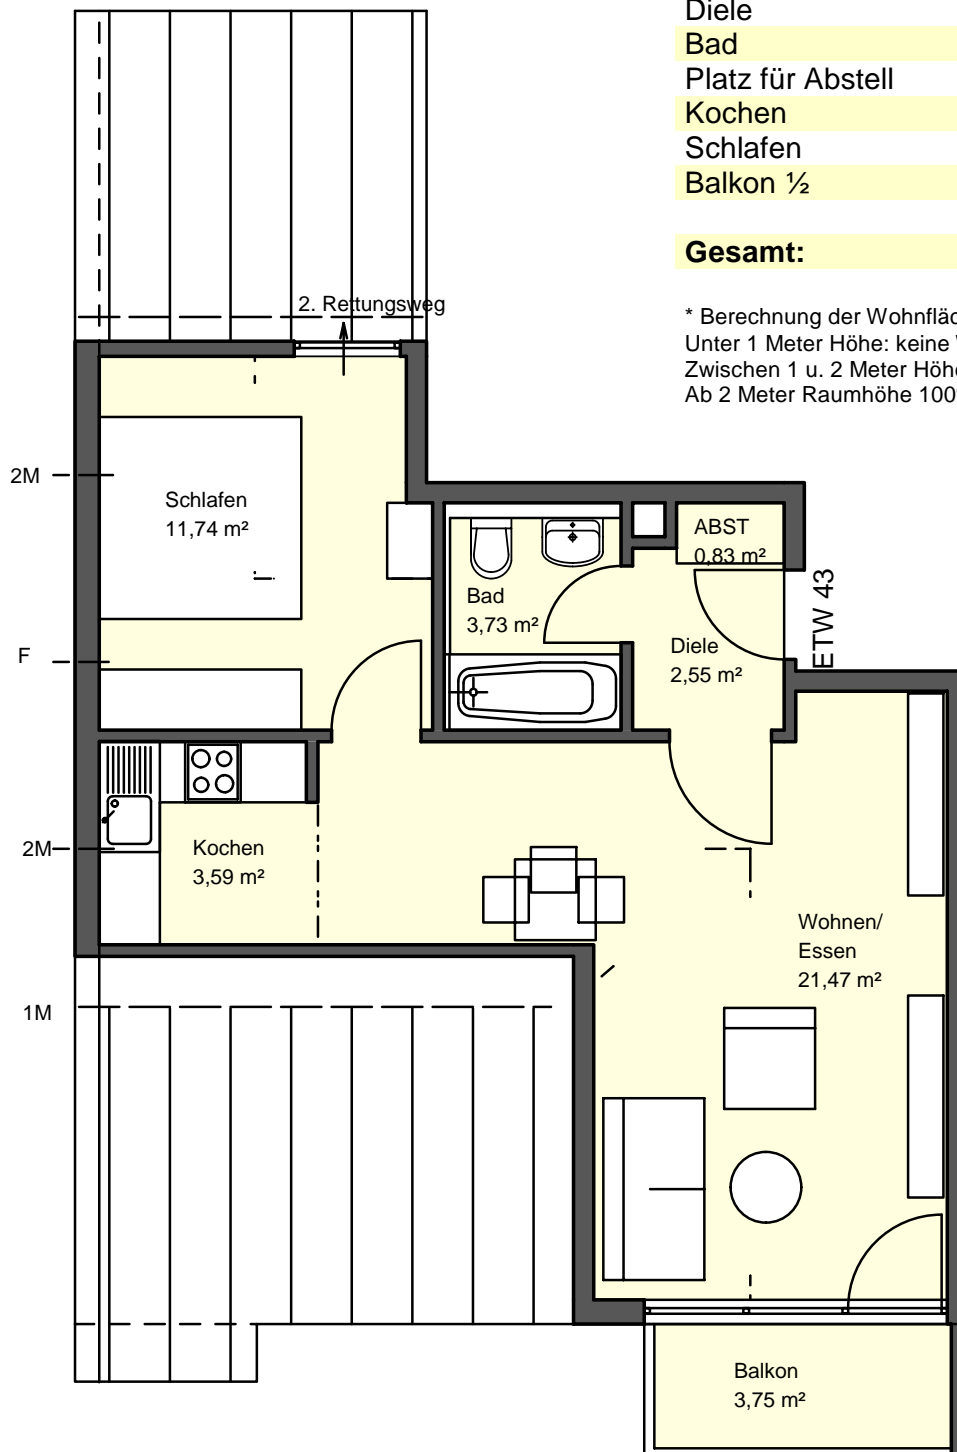 Diele
Bad
Platz für Abstell
Kochen
Schlafen
Balkon ½
Gesamt:
* Berechnung der
Unter 1 Meter Höhe: keine
Zwischen 1 u. 2 Meter
Ab 2 Meter Raumhöhe
2. Rettungsweg
2M
Schlafen
11,74 m²
ABST
0,83 m²
Bad
3,73 m²
Diele
2,55 m²
ETW 43
F
2M
Kochen
3,59 m²
Wohnen/
Essen
21,47 m²
1M
Balkon
3,75 m²